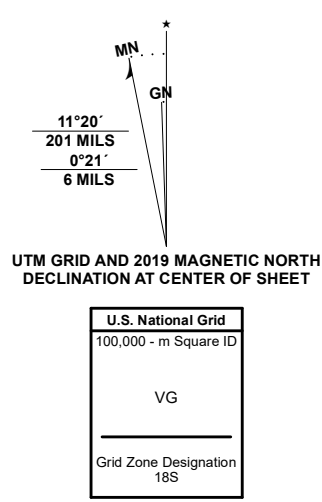 MN
GN
11°20´
201 MILS
0°21´
6 MILS
UTM GRID AND 2019 MAGNETIC NORTH
DECLINATION AT CENTER OF SHEET
U.S. National Grid
100,000 - m Square ID
VG
Grid Zone Designation
18S